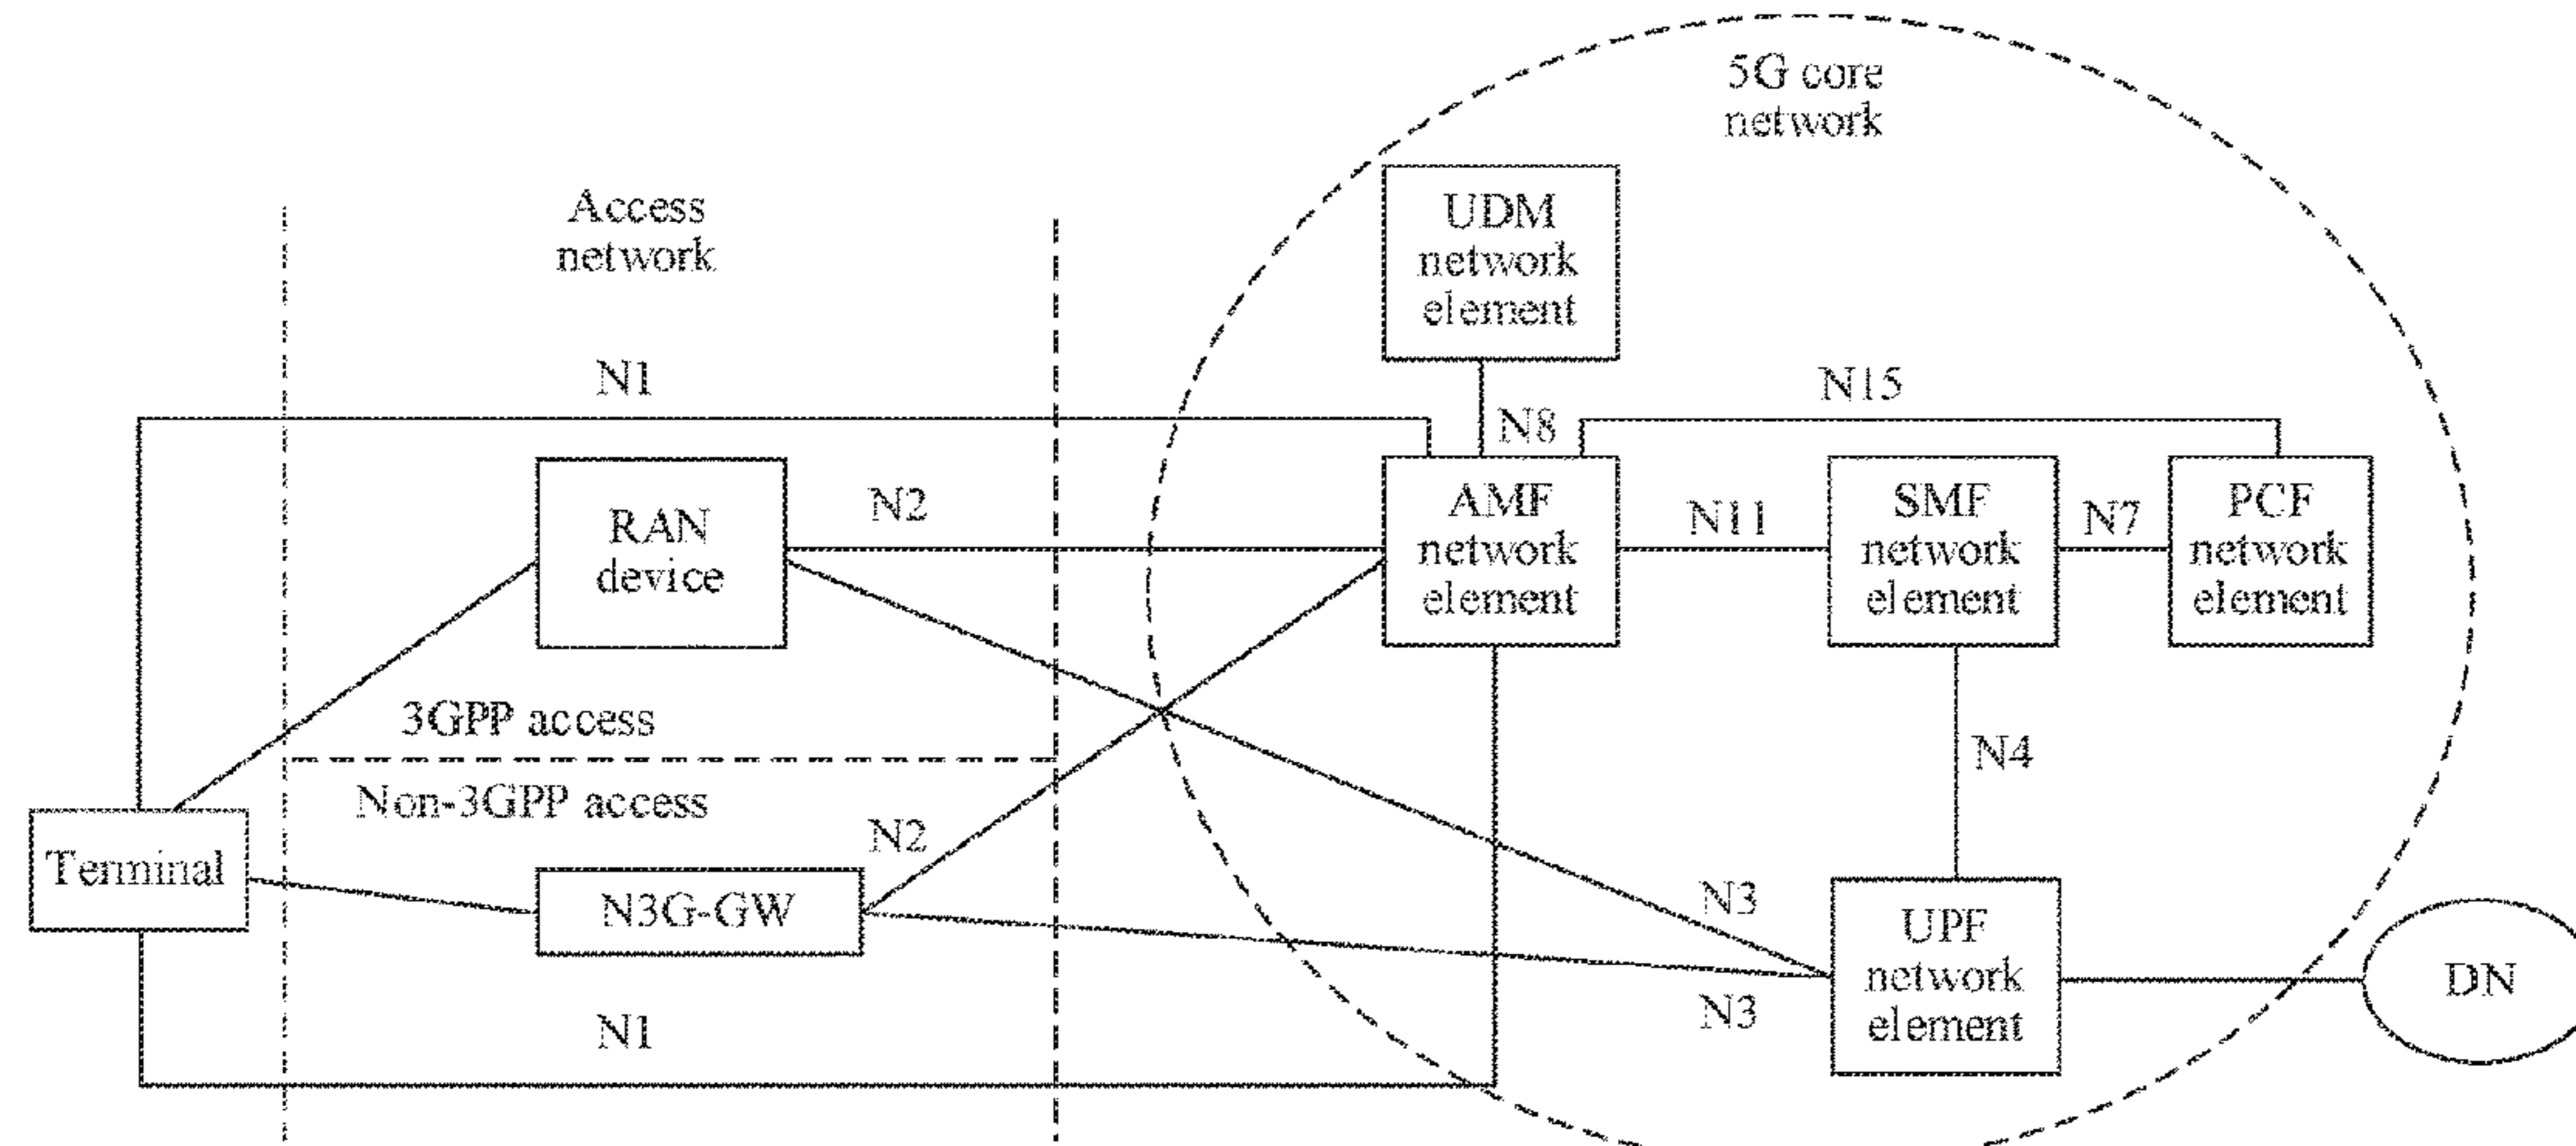 5G core
network
Access
network
UDM
network
element
N1
N15
N8
RAN
device
N2
AMF
network
element
N11
SMF
network
element
N7
PCF
network
element
3GPP access
N4
Non-3GPP access
N2
Terminal
N3G-GW
N3
UPF
network
element
DN
N3
N1